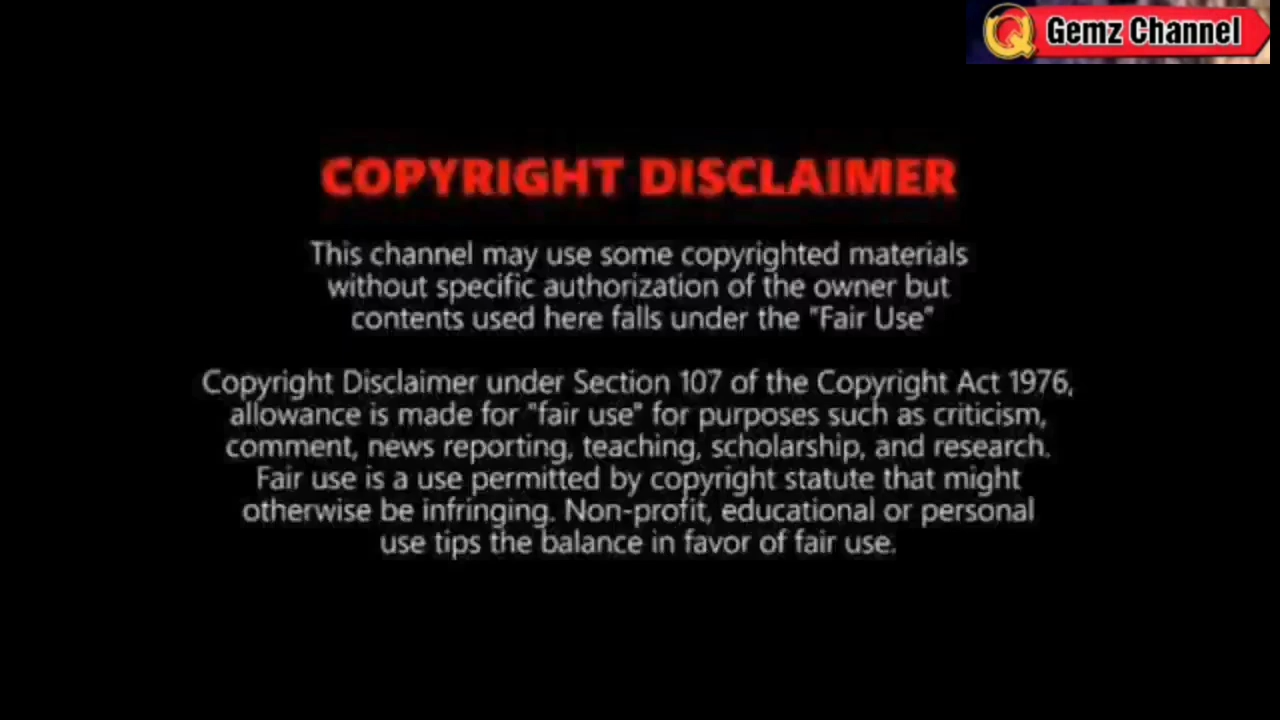 Gemz Channel
COPYRIGHT DISCLAIMER
This channel may use some copyrighted materials
without specific authorization of the owner but
contents used here falls under the "Fair Use"
Copyright Disclaimer under Section 107 of the Copyright Act 1976,
allowance is made for "fair use" for purposes such as criticism,
comment, news reporting, teaching, scholarship, and research.
Fair use is a use permitted by copyright statute that might
otherwise be infringing. Non-profit, educational or personal
use tips the balance in favor of fair use.